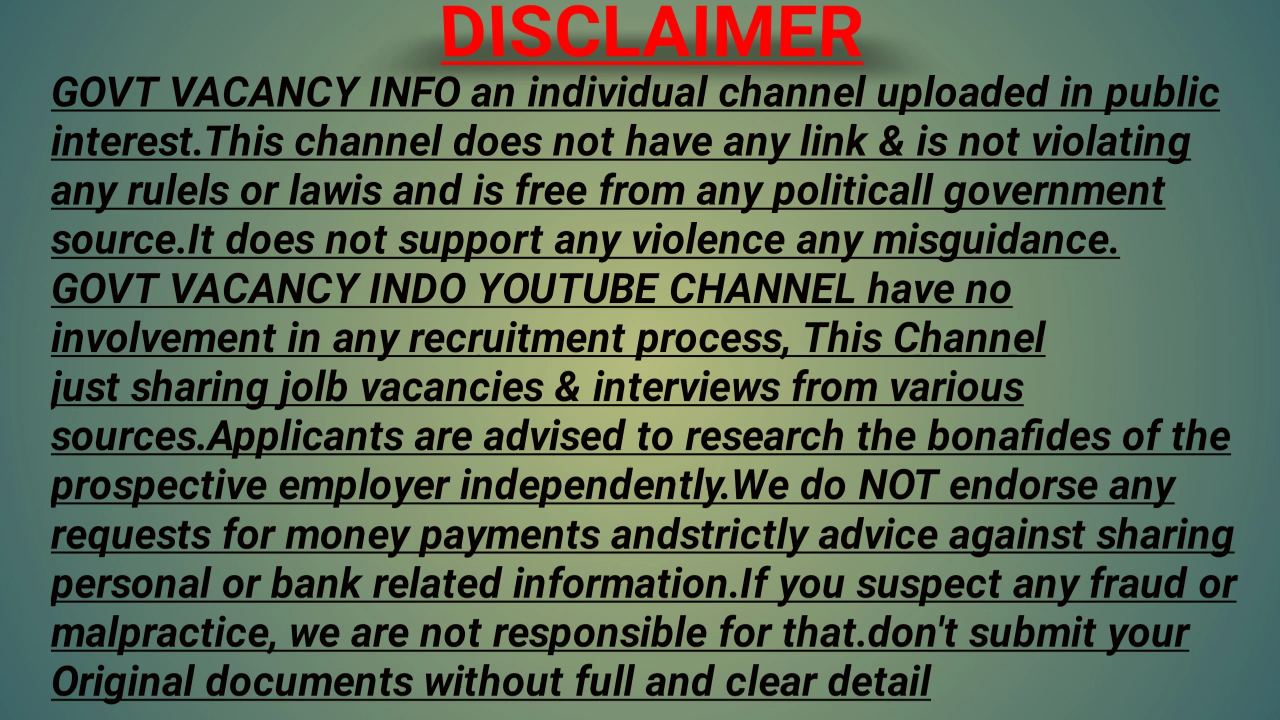 DISCLAIMER
GOVT VACANCY INFO an individual channel uploaded in public
interest.This channel does not have any link & is not violating
any rulels or lawis and is free from any politicall government
source.It does not support any violence any misguidance.
GOVT VACANCY INDO YOUTUBE CHANNEL have no
involvement in any recruitment process, This Channel
just sharing jolb vacancies & interviews from various
sources.Applicants are advised to research the bonafides of the
prospective employer independently.We do NOT endorse any
requests for money payments andstrictly advice against sharing
personal or bank related information.If you suspect any fraud or
malpractice, we are not responsible for that.don't submit your
Original documents without full and clear detail